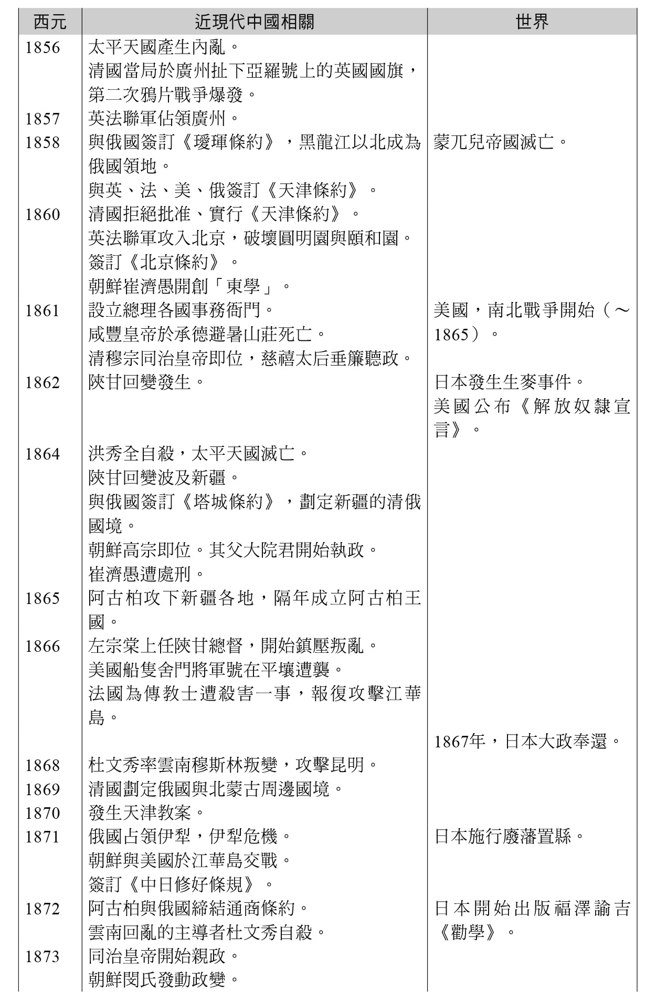 西元 近現代中國相關 世界
1856 太平天國產生內亂。
清國當局於廣州扯下亞羅號上的英國國旗，
第二次鴉片戰爭爆發。
1857 英法聯軍佔領廣州。
1858 與俄國簽訂《璦琿條約》，黑龍江以北成為 蒙兀兒帝國滅亡。
俄國領地。
與英、法、美、俄簽訂《天津條約》。
1860 清國拒絕批准、實行《天津條約》。
英法聯軍攻入北京，破壞圓明園與頤和園。
簽訂《北京條約》。
朝鮮崔濟愚開創「東學」。
1861 設立總理各國事務衙門。 美國，南北戰爭開始（～
咸豐皇帝於承德避暑山莊死亡。 1865）。
清穆宗同治皇帝即位，慈禧太后垂簾聽政。
1862 陝甘回變發生。 日本發生生麥事件。
美國公布《解放奴隸宣
言》。
1864 洪秀全自殺，太平天國滅亡。
陝甘回變波及新疆。
與俄國簽訂《塔城條約》，劃定新疆的清俄
國境。
朝鮮高宗即位。其父大院君開始執政。
崔濟愚遭處刑。
1865 阿古柏攻下新疆各地，隔年成立阿古柏王
國。
1866 左宗棠上任陝甘總督，開始鎮壓叛亂。
美國船隻舍門將軍號在平壤遭襲。
法國為傳教士遭殺害一事，報復攻擊江華
島。
1867年，日本大政奉還。
1868 杜文秀率雲南穆斯林叛變，攻擊昆明。
1869 清國劃定俄國與北蒙古周邊國境。
1870 發生天津教案。
1871 俄國占領伊犁，伊犁危機。 日本施行廢藩置縣。
朝鮮與美國於江華島交戰。
簽訂《中日修好條規》。
1872 阿古柏與俄國締結通商條約。 日本開始出版福澤諭吉
雲南回亂的主導者杜文秀自殺。 《勸學》。
1873 同治皇帝開始親政。
朝鮮閔氏發動政變。